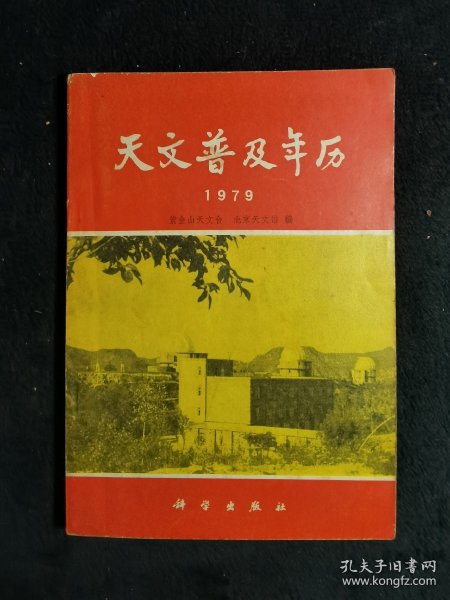 天文普及年历
1979
紫金山天文台 北京天文馆 编
科学出版社
孔夫子旧书网
www.kongfz.com